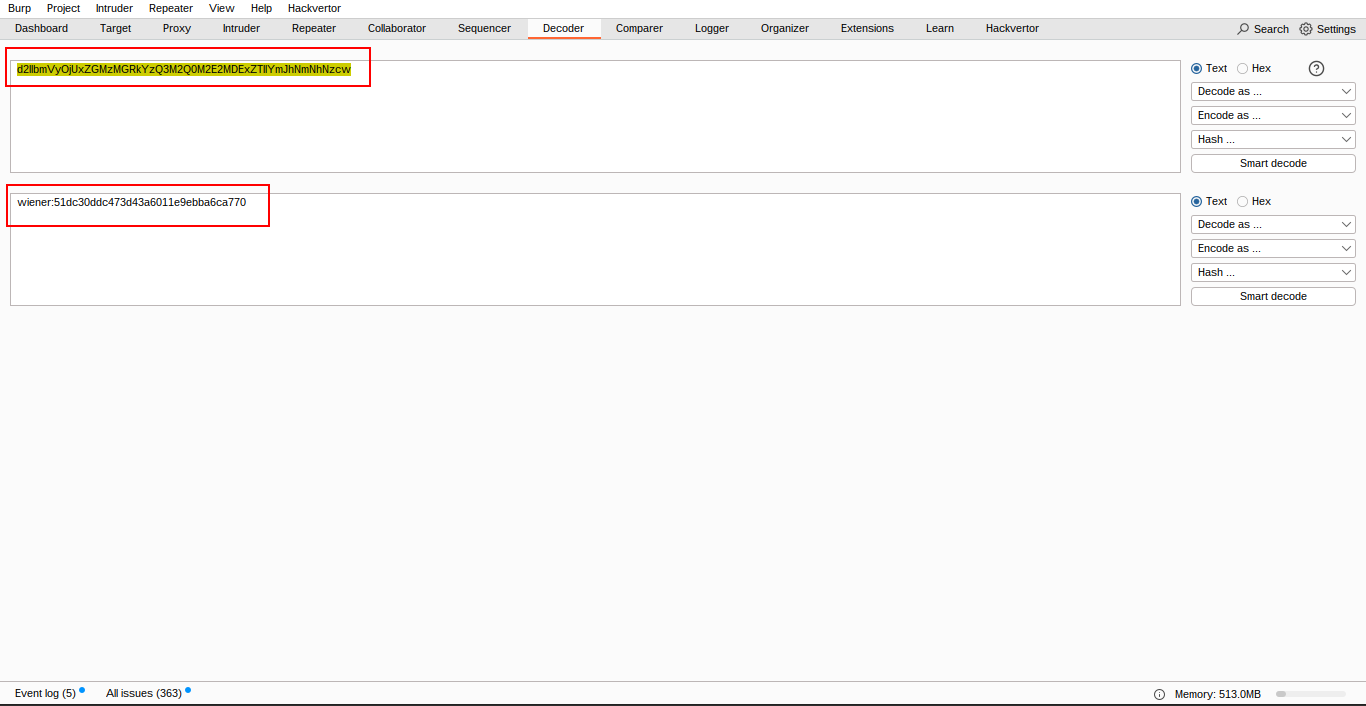 Burp Project Intruder Repeater View Help Hackvertor
Dashboard Target Proxy Intruder Repeater Collaborator Sequencer Decoder Comparer Logger Organizer Extensions Learn Hackvertor Search Settings
d2llbmVyOjUxZGMzMGRkYzQ3M2Q0M2E2MDExZTllYmJhNmNhNzcw
Text Hex ?
Decode as ...
Encode as ...
Hash ...
Smart decode
wiener:51dc30ddc473d43a6011e9ebba6ca770
Text Hex
Decode as ...
Encode as ...
Hash ...
Smart decode
Event log (5) All issues (363) Memory: 513.0MB